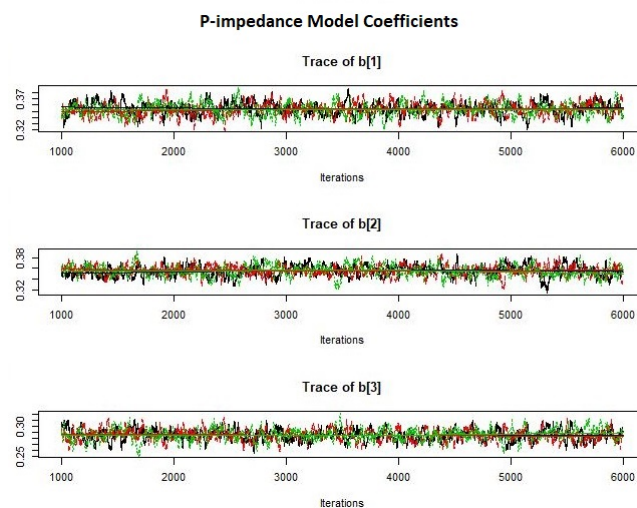 P-impedance Model Coefficients
Trace of b[1]
0.37
0.32
1000 2000 3000 4000 5000 6000
Iterations
Trace of b[2]
0.38
0.32
1000 2000 3000 4000 5000 6000
Iterations
Trace of b[3]
0.30
0.25
1000 2000 3000 4000 5000 6000
Iterations